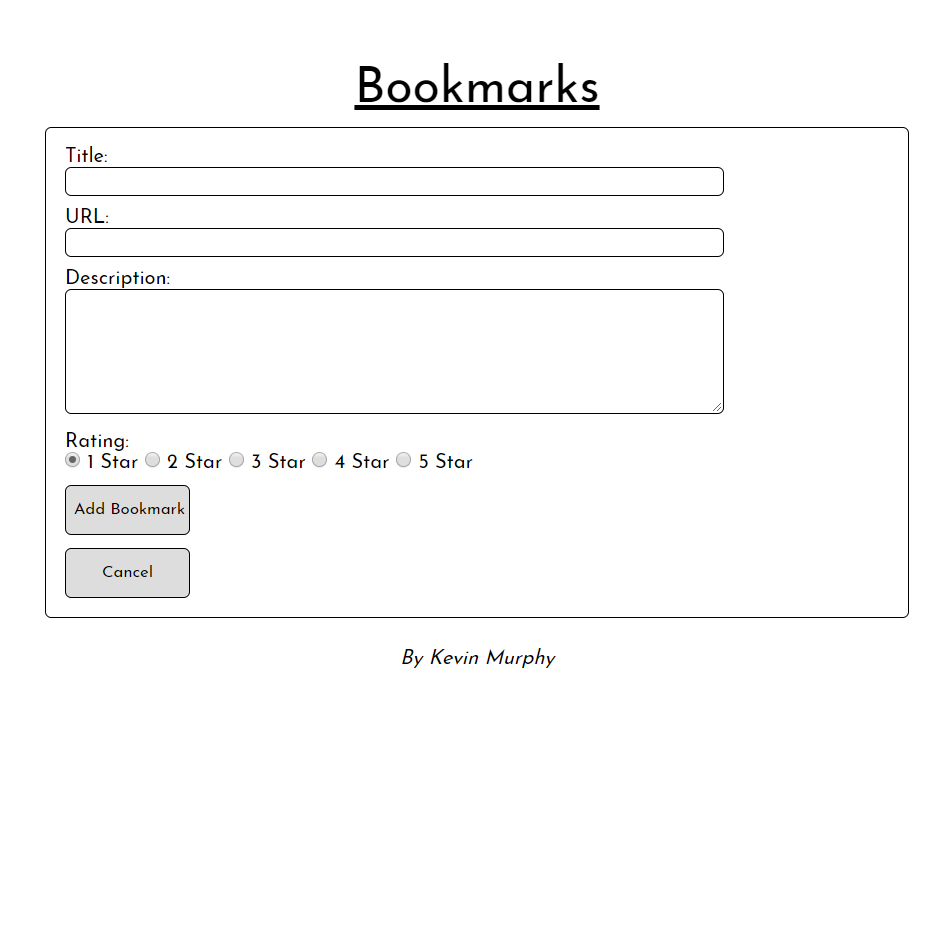 Bookmarks
Title:
URL:
Description:
Rating:
1 Star 2 Star 3 Star 4 Star 5 Star
Add Bookmark
Cancel
By Kevin Murphy